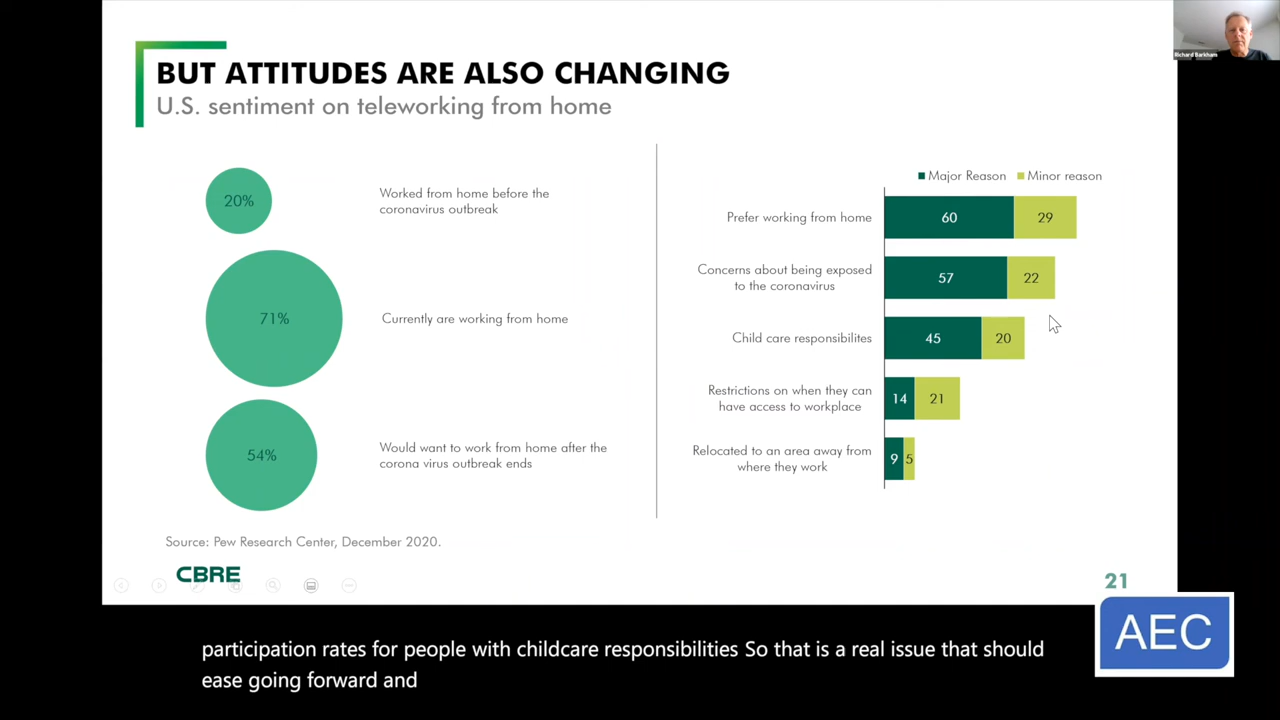 Richard Barkham
BUT ATTITUDES ARE ALSO CHANGING
U.S. sentiment on teleworking from home
20%
Worked from home before the
coronavirus outbreak
71%
Currently are working from home
54%
Would want to work from home after the
corona virus outbreak ends
Major Reason
Minor reason
Prefer working from home
60
29
Concerns about being exposed
to the coronavirus
57
22
Child care responsibilites
45
20
Restrictions on when they can
have access to workplace
14
21
Relocated to an area away from
where they work
9
5
Source: Pew Research Center, December 2020.
CBRE
21
AEC
participation rates for people with childcare responsibilities So that is a real issue that should
ease going forward and